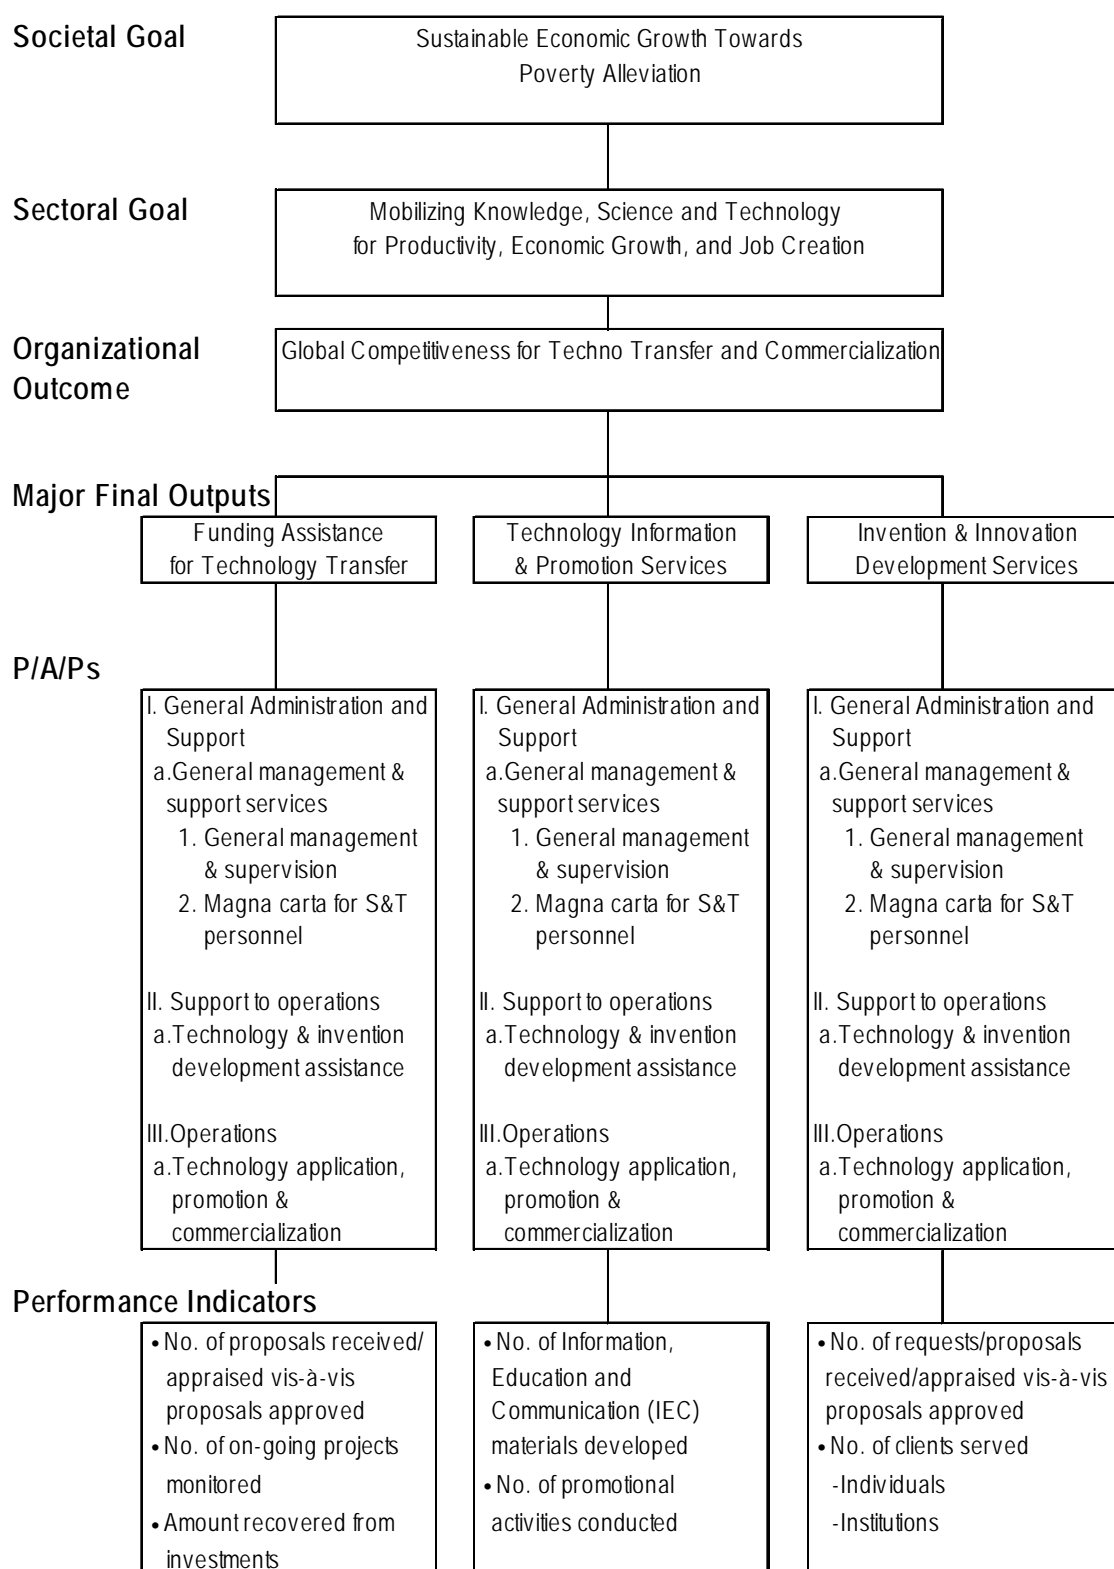 Societal Goal
Sustainable Economic Growth Towards
Poverty Alleviation
Sectoral Goal
Mobilizing Knowledge, Science and Technology
for Productivity, Economic Growth, and Job Creation
Organizational
Outcome
Global Competitiveness for Techno Transfer and Commercialization
Major Final Outputs
Funding Assistance
for Technology Transfer
Technology Information
& Promotion Services
Invention & Innovation
Development Services
P/A/Ps
I. General Administration and
Support
a.General management &
support services
1. General management
& supervision
2. Magna carta for S&T
personnel
II. Support to operations
a.Technology & invention
development assistance
III.Operations
a.Technology application,
promotion &
commercialization
I. General Administration and
Support
a.General management &
support services
1. General management
& supervision
2. Magna carta for S&T
personnel
II. Support to operations
a.Technology & invention
development assistance
III.Operations
a.Technology application,
promotion &
commercialization
I. General Administration and
Support
a.General management &
support services
1. General management
& supervision
2. Magna carta for S&T
personnel
II. Support to operations
a.Technology & invention
development assistance
III.Operations
a.Technology application,
promotion &
commercialization
Performance Indicators
• No. of proposals received/
appraised vis-à-vis
proposals approved
• No. of on-going projects
monitored
• Amount recovered from
investments
• No. of Information,
Education and
Communication (IEC)
materials developed
• No. of promotional
activities conducted
• No. of requests/proposals
received/appraised vis-à-vis
proposals approved
• No. of clients served
-Individuals
-Institutions